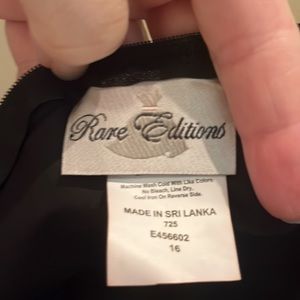 Rare Editions
Machine Wash Cold With Like Colors
No Bleach, Line Dry,
Cool Iron On Reverse Side.
MADE IN SRI LANKA
725
E456602
16